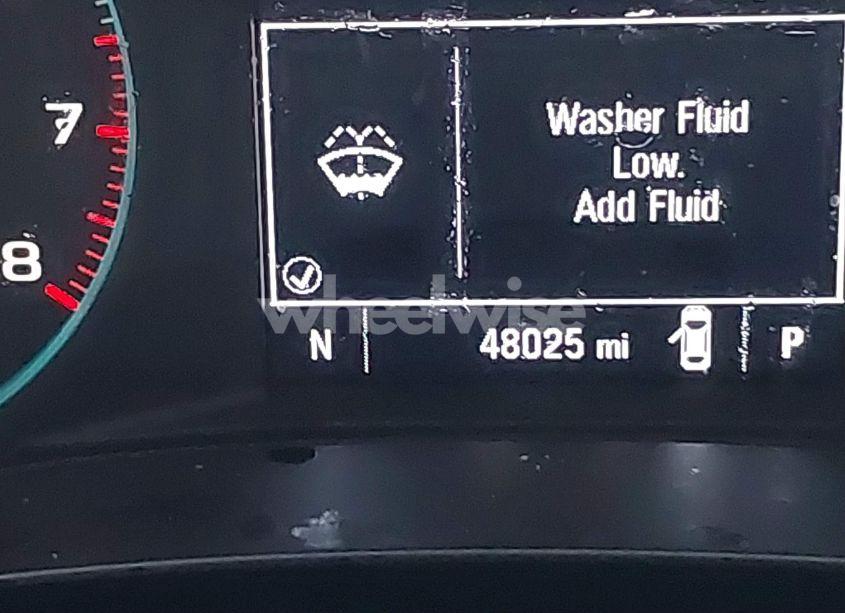 7
8
Washer Fluid
Low.
Add Fluid
wheelwise
N 48025 mi P